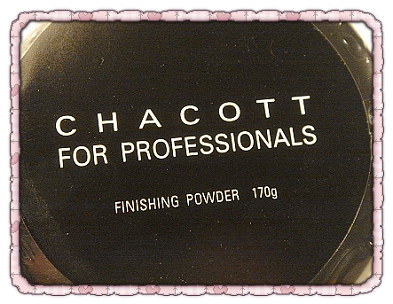 CHACOTT
FOR PROFESSIONALS
FINISHING POWDER 170g